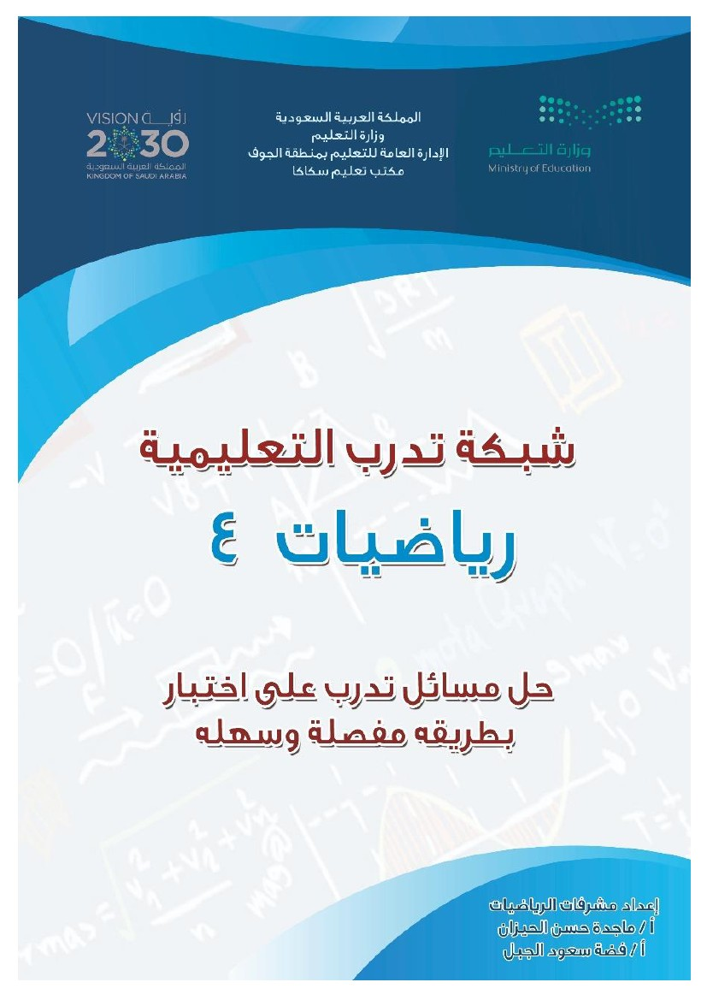 المملكة العربية السعودية
وزارة التعليم
الإدارة العامة للتعليم بمنطقة الجوف
مكتب تعليم سكاكا
وزارة التعليم
Ministry of Education
VISION رؤية
2030
المملكة العربية السعودية
KINGDOM OF SAUDI ARABIA
شبكة تدرب التعليمية
رياضيات ٤
حل مسائل تدرب على اختبار
بطريقه مفصلة وسهله
إعداد مشرفات الرياضيات
أ / ماجدة حسن الحيزان
أ / فضة سعود الجبل